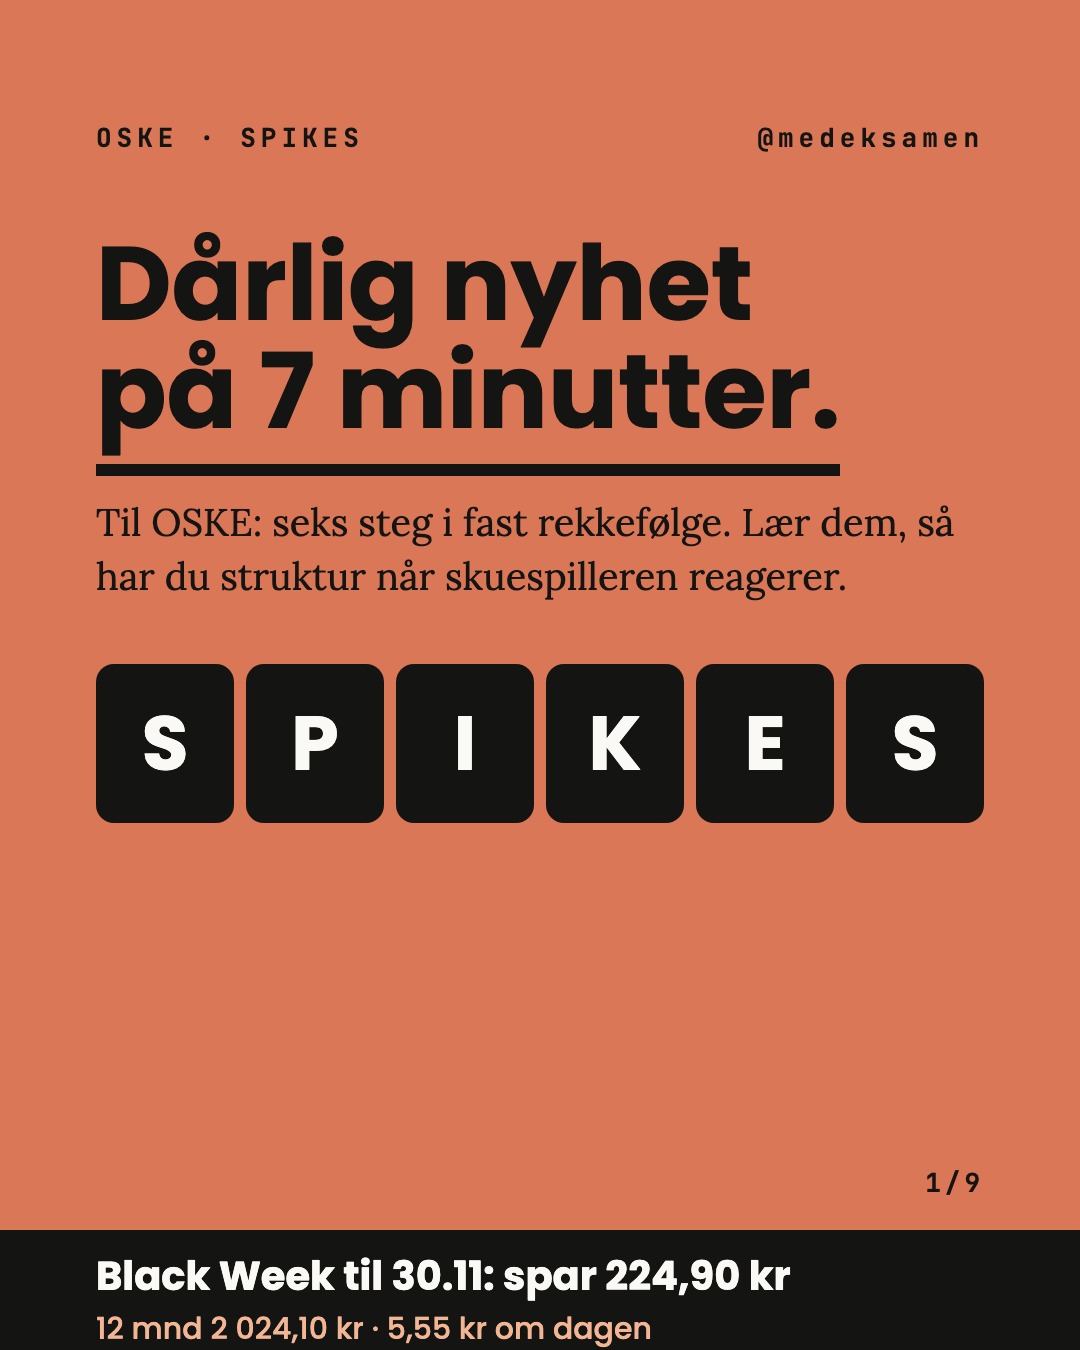 OSKE · SPIKES
@medeksamen
Dårlig nyhet
på 7 minutter.
Til OSKE: seks steg i fast rekkefølge. Lær dem, så
har du struktur når skuespilleren reagerer.
S P I K E S
1/9
Black Week til 30.11: spar 224,90 kr
12 mnd 2 024,10 kr · 5,55 kr om dagen